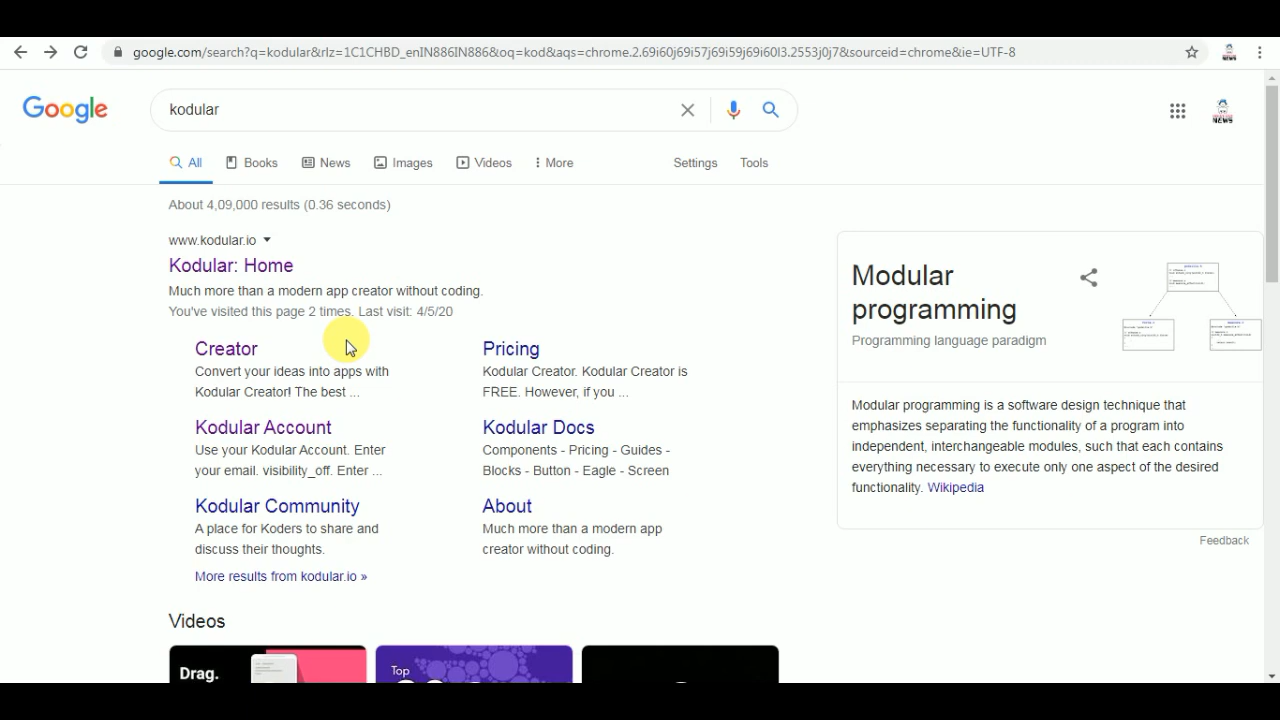 google.com/search?q=kodular&rlz=1C1CHBD_enIN886IN886&oq=kod&aqs=chrome.2.69i60j69i57j69i59j69i60l3.2553j0j7&sourceid=chrome&ie=UTF-8
Google
kodular
NEWS
All Books News Images Videos More Settings Tools
About 4,09,000 results (0.36 seconds)
www.kodular.io
Kodular: Home
Much more than a modern app creator without coding.
You've visited this page 2 times. Last visit: 4/5/20
Creator
Convert your ideas into apps with
Kodular Creator! The best ...
Pricing
Kodular Creator. Kodular Creator is
FREE. However, if you ...
Kodular Account
Use your Kodular Account. Enter
your email. visibility_off. Enter ...
Kodular Docs
Components - Pricing - Guides -
Blocks - Button - Eagle - Screen
Kodular Community
A place for Koders to share and
discuss their thoughts.
About
Much more than a modern app
creator without coding.
More results from kodular.io »
Videos
Drag.
Top
Modular
programming
Programming language paradigm
Modular programming is a software design technique that
emphasizes separating the functionality of a program into
independent, interchangeable modules, such that each contains
everything necessary to execute only one aspect of the desired
functionality. Wikipedia
Feedback